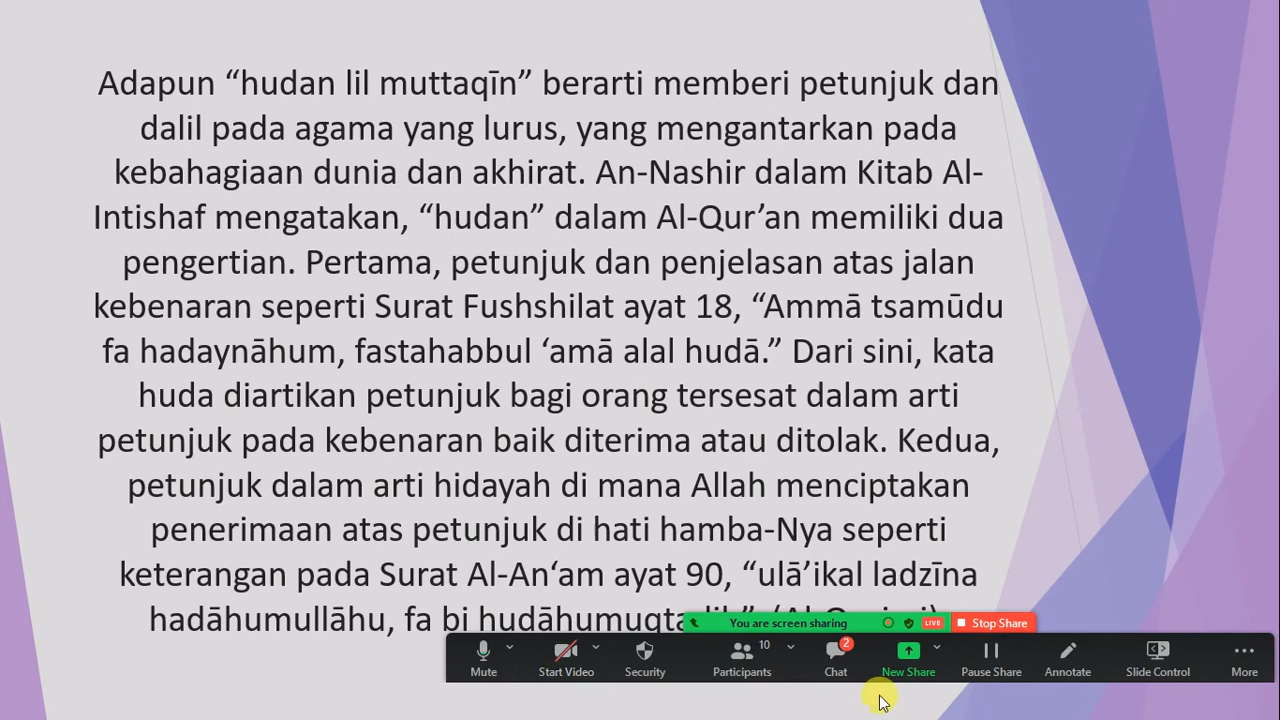 Adapun “hudan lil muttaqīn” berarti memberi petunjuk dan
dalil pada agama yang lurus, yang mengantarkan pada
kebahagiaan dunia dan akhirat. An-Nashir dalam Kitab Al-
Intishaf mengatakan, “hudan” dalam Al-Qur’an memiliki dua
pengertian. Pertama, petunjuk dan penjelasan atas jalan
kebenaran seperti Surat Fushshilat ayat 18, “Ammā tsamūdu
fa hadaynāhum, fastahabbul ‘amā alal hudā.” Dari sini, kata
huda diartikan petunjuk bagi orang tersesat dalam arti
petunjuk pada kebenaran baik diterima atau ditolak. Kedua,
petunjuk dalam arti hidayah di mana Allah menciptakan
penerimaan atas petunjuk di hati hamba-Nya seperti
keterangan pada Surat Al-An‘am ayat 90, “ulā’ikal ladzīna
hadāhumullāhu, fa bi
You are screen sharing LIVE Stop Share
10 2
Mute Start Video Security Participants Chat New Share Pause Share Annotate Slide Control More